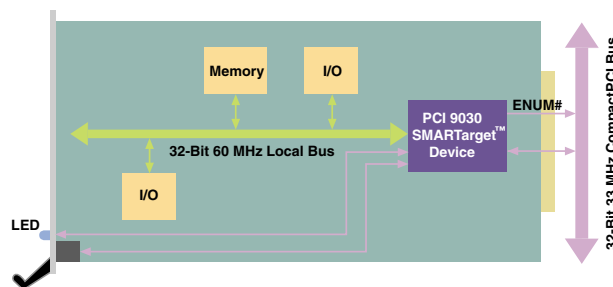 Memory
I/O
PCI 9030
SMARTarget™
Device
ENUM#
32-Bit 60 MHz Local Bus
I/O
LED
32-Bit 33 MHz CompactPCI Bus